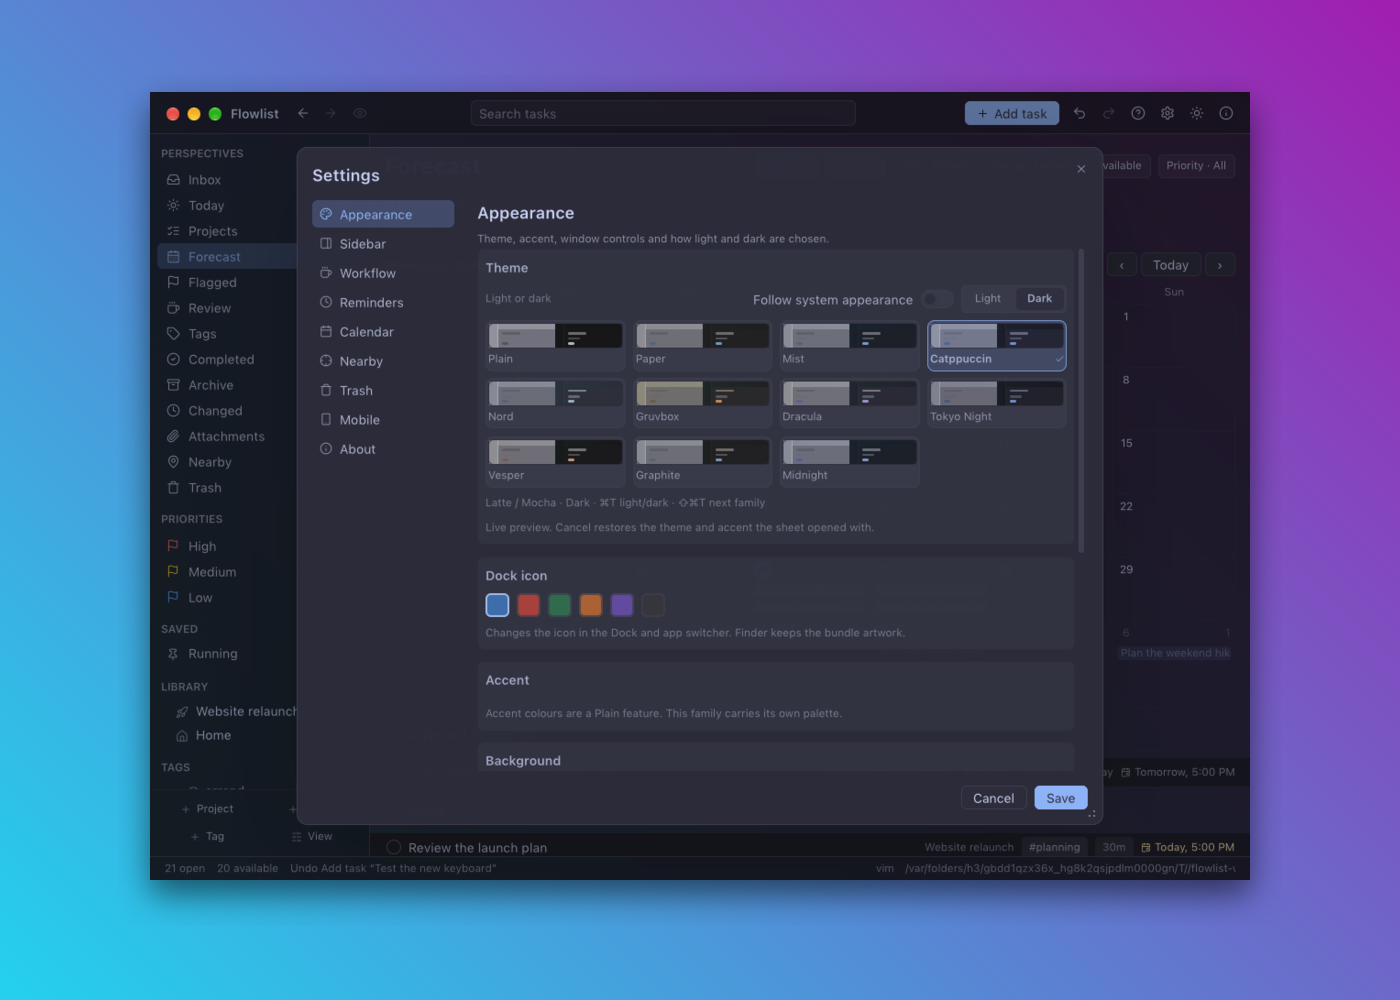 Flowlist
Search tasks
+ Add task
PERSPECTIVES
Inbox
Today
Projects
Forecast
Flagged
Review
Tags
Completed
Archive
Changed
Attachments
Nearby
Trash
PRIORITIES
High
Medium
Low
SAVED
Running
LIBRARY
Website relaunch
Home
TAGS
+ Project
+ Tag
View
Forecast
Priority · All
‹ Today ›
Sun
1
8
15
22
29
6 1
Plan the weekend hik
Tomorrow, 5:00 PM
Settings
Appearance
Sidebar
Workflow
Reminders
Calendar
Nearby
Trash
Mobile
About
Appearance
Theme, accent, window controls and how light and dark are chosen.
Theme
Light or dark
Follow system appearance
Light Dark
Plain Paper Mist Catppuccin
Nord Gruvbox Dracula Tokyo Night
Vesper Graphite Midnight
Latte / Mocha · Dark · ⌘T light/dark · ⇧⌘T next family
Live preview. Cancel restores the theme and accent the sheet opened with.
Dock icon
Changes the icon in the Dock and app switcher. Finder keeps the bundle artwork.
Accent
Accent colours are a Plain feature. This family carries its own palette.
Background
Cancel Save
Review the launch plan Website relaunch #planning 30m Today, 5:00 PM
21 open 20 available Undo Add task "Test the new keyboard" vim /var/folders/h3/gbdd1qzx36x_hg8k2qsjpdlm0000gn/T//flowlist-